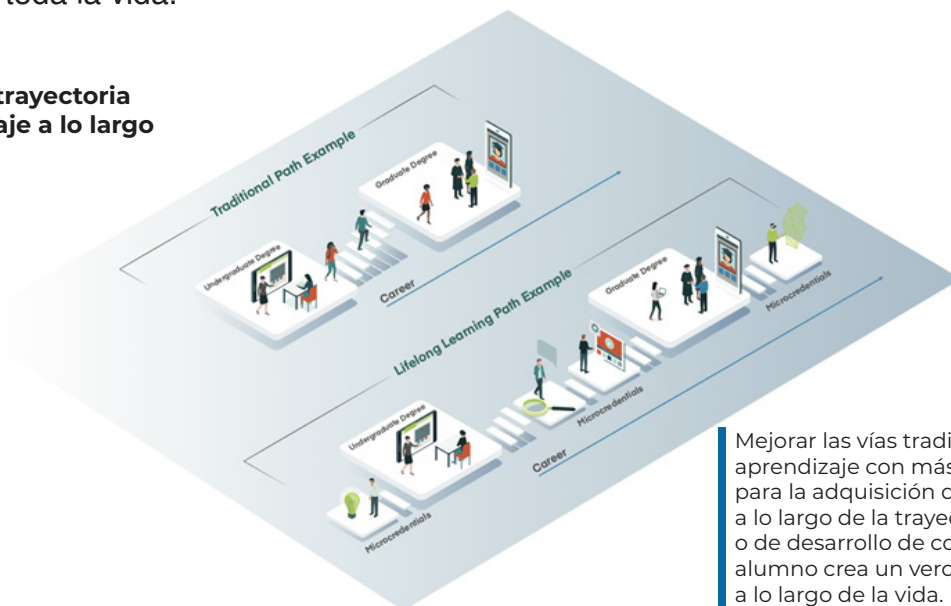 toda la vida.
trayectoria
aje a lo largo
Traditional Path Example
Undergraduate Degree
Graduate Degree
Career
Lifelong Learning Path Example
Microcredentials
Undergraduate Degree
Microcredentials
Graduate Degree
Microcredentials
Career
Mejorar las vías tradi
aprendizaje con más
para la adquisición
a lo largo de la trayec
o de desarrollo de co
alumno crea un verd
a lo largo de la vida.